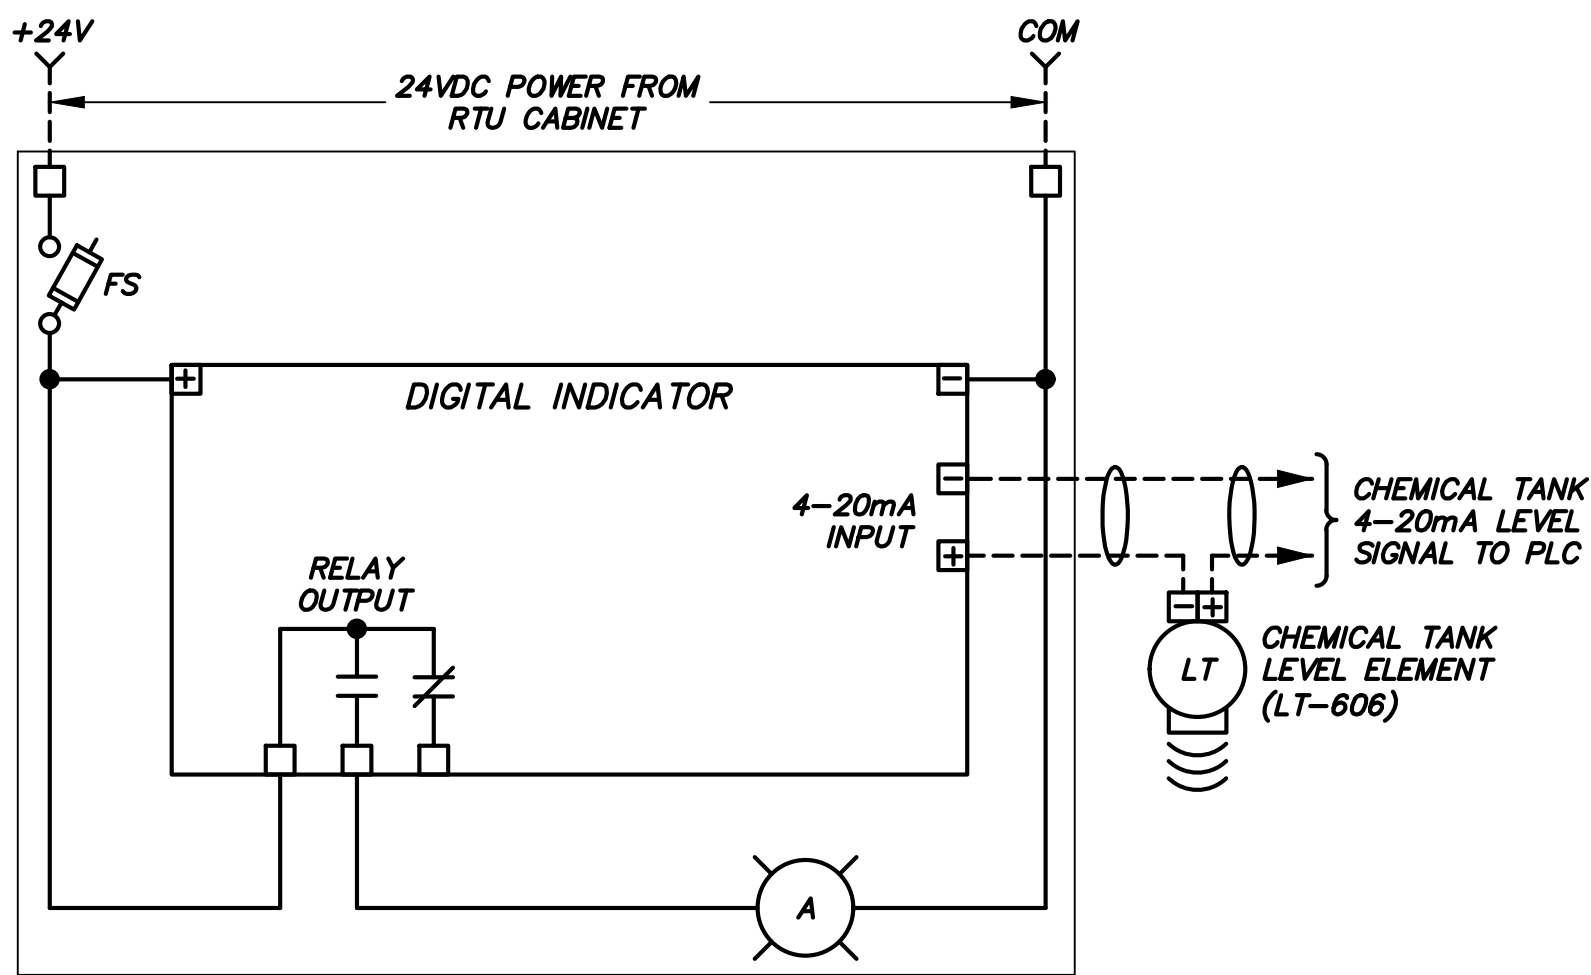 +24V
COM
24VDC POWER FROM
RTU CABINET
FS
+
DIGITAL INDICATOR
-
-
4-20mA
INPUT
+
CHEMICAL TANK
4-20mA LEVEL
SIGNAL TO PLC
RELAY
OUTPUT
- +
LT
CHEMICAL TANK
LEVEL ELEMENT
(LT-606)
A